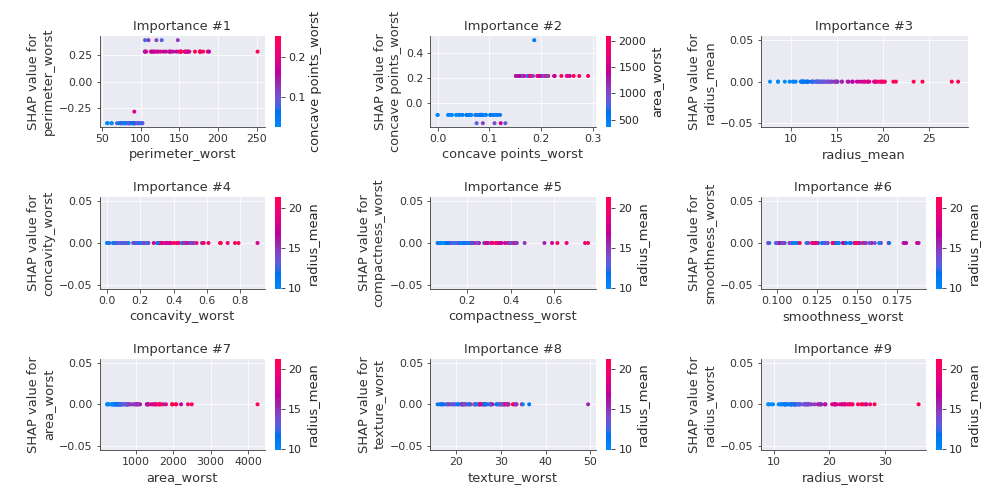 Importance #1
SHAP value for
perimeter_worst
0.25
0.00
−0.25
50
100
150
200
250
perimeter_worst
0.2
0.1
concave points_worst
Importance #2
SHAP value for
concave points_worst
0.4
0.2
0.0
0.0
0.1
0.2
0.3
concave points_worst
2000
1500
1000
500
area_worst
Importance #3
SHAP value for
radius_mean
0.05
0.00
−0.05
10
15
20
25
radius_mean
Importance #4
SHAP value for
concavity_worst
0.05
0.00
−0.05
0.0
0.2
0.4
0.6
0.8
concavity_worst
20
15
10
radius_mean
Importance #5
SHAP value for
compactness_worst
0.05
0.00
−0.05
0.2
0.4
0.6
compactness_worst
20
15
10
radius_mean
Importance #6
SHAP value for
smoothness_worst
0.05
0.00
−0.05
0.100
0.125
0.150
0.175
smoothness_worst
20
15
10
radius_mean
Importance #7
SHAP value for
area_worst
0.05
0.00
−0.05
1000
2000
3000
4000
area_worst
20
15
10
radius_mean
Importance #8
SHAP value for
texture_worst
0.05
0.00
−0.05
20
30
40
50
texture_worst
20
15
10
radius_mean
Importance #9
SHAP value for
radius_worst
0.05
0.00
−0.05
10
20
30
radius_worst
20
15
10
radius_mean